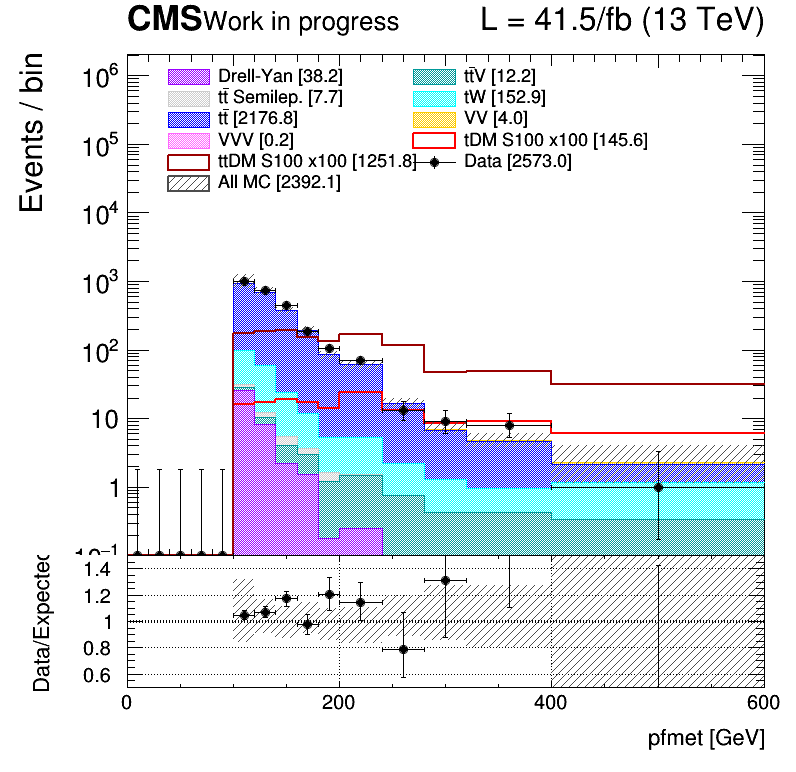 CMS Work in progress L = 41.5/fb (13 TeV)
Events / bin
10⁶
10⁵
10⁴
10³
10²
10
1
10⁻¹
Drell-Yan [38.2]
tt̄V [12.2]
tt̄ Semilep. [7.7]
tW [152.9]
tt̄ [2176.8]
VV [4.0]
VVV [0.2]
tDM S100 x100 [145.6]
ttDM S100 x100 [1251.8]
Data [2573.0]
All MC [2392.1]
Data/Expected
1.4
1.2
1
0.8
0.6
0 200 400 600
pfmet [GeV]